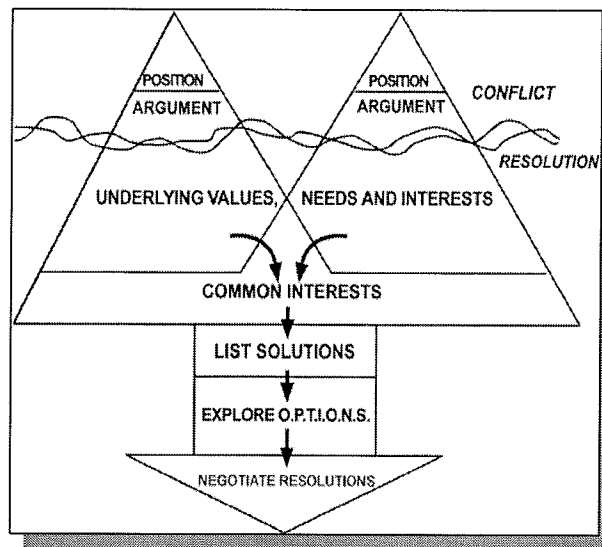 POSITION POSITION
ARGUMENT ARGUMENT
CONFLICT
RESOLUTION
UNDERLYING VALUES, NEEDS AND INTERESTS
COMMON INTERESTS
LIST SOLUTIONS
EXPLORE O.P.T.I.O.N.S.
NEGOTIATE RESOLUTIONS